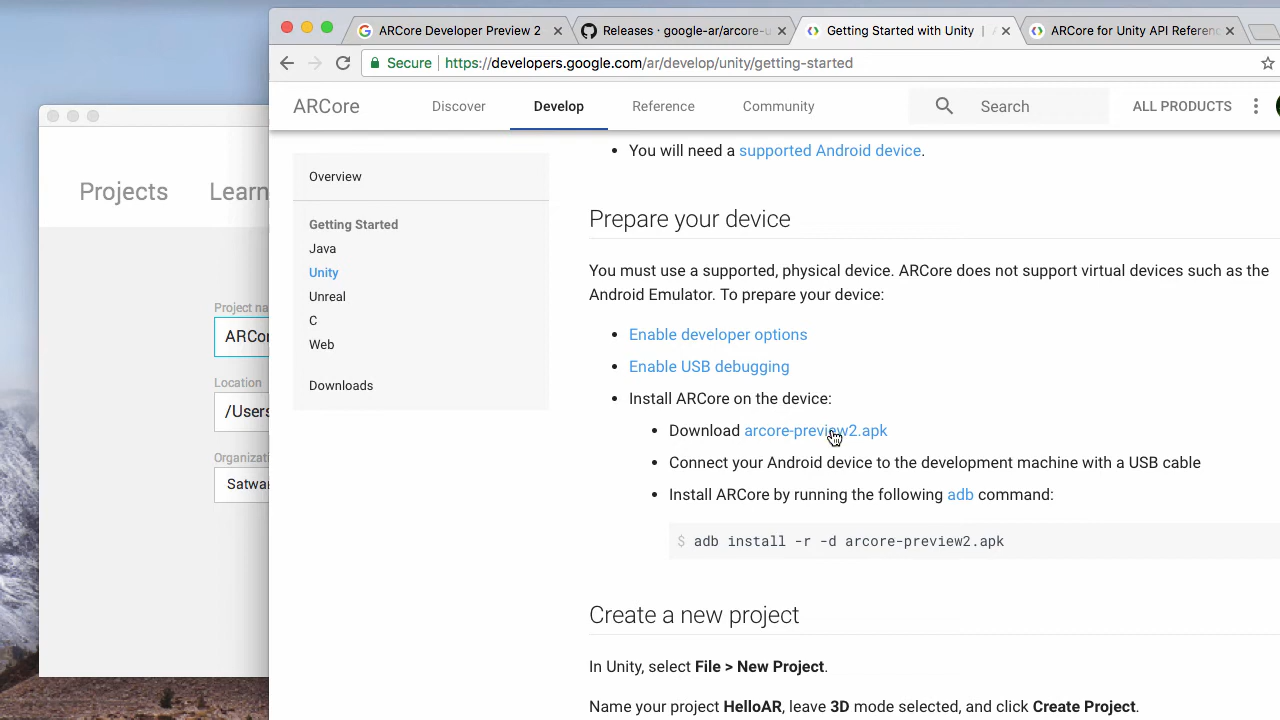 ARCore Developer Preview 2
Releases · google-ar/arcore-u
Getting Started with Unity |
ARCore for Unity API Referenc
Secure
https://developers.google.com/ar/develop/unity/getting-started
ARCore
Discover
Develop
Reference
Community
Search
ALL PRODUCTS
Projects
Learn
Project na
ARCor
Location
/Users
Organizati
Satwa
Overview
Getting Started
Java
Unity
Unreal
C
Web
Downloads
• You will need a supported Android device.
Prepare your device
You must use a supported, physical device. ARCore does not support virtual devices such as the
Android Emulator. To prepare your device:
• Enable developer options
• Enable USB debugging
• Install ARCore on the device:
• Download arcore-preview2.apk
• Connect your Android device to the development machine with a USB cable
• Install ARCore by running the following adb command:
$ adb install -r -d arcore-preview2.apk
Create a new project
In Unity, select File > New Project.
Name your project HelloAR, leave 3D mode selected, and click Create Project.